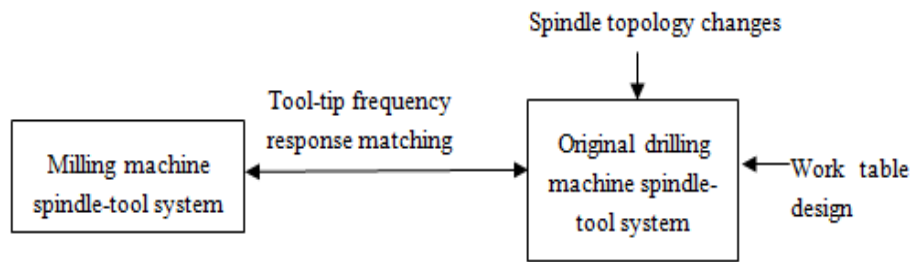 Spindle topology changes
Tool-tip frequency
response matching
Milling machine
spindle-tool system
Original drilling
machine spindle-
tool system
Work table
design